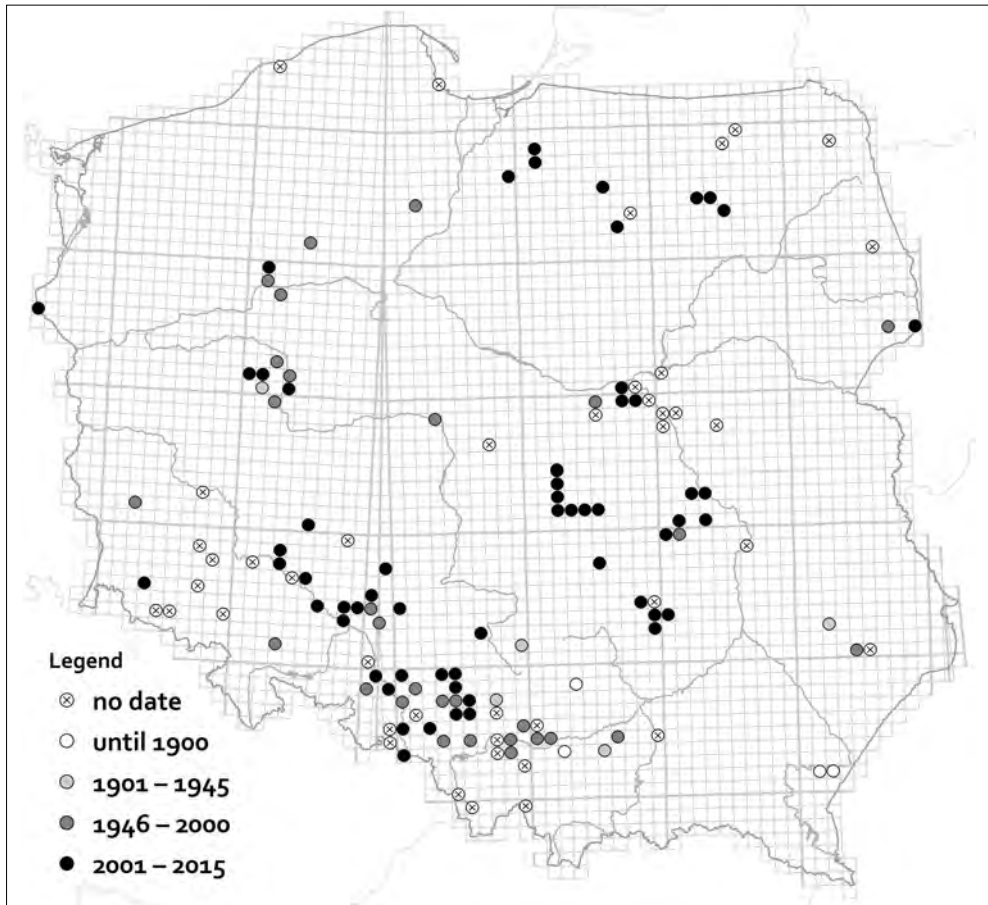 Legend
no date
until 1900
1901 – 1945
1946 – 2000
2001 – 2015